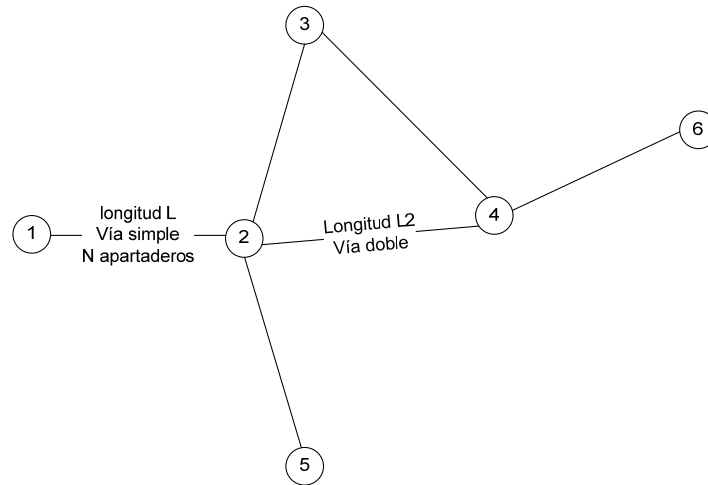 3
6
longitud L
Vía simple
N apartaderos
1
2
Longitud L2
Vía doble
4
5